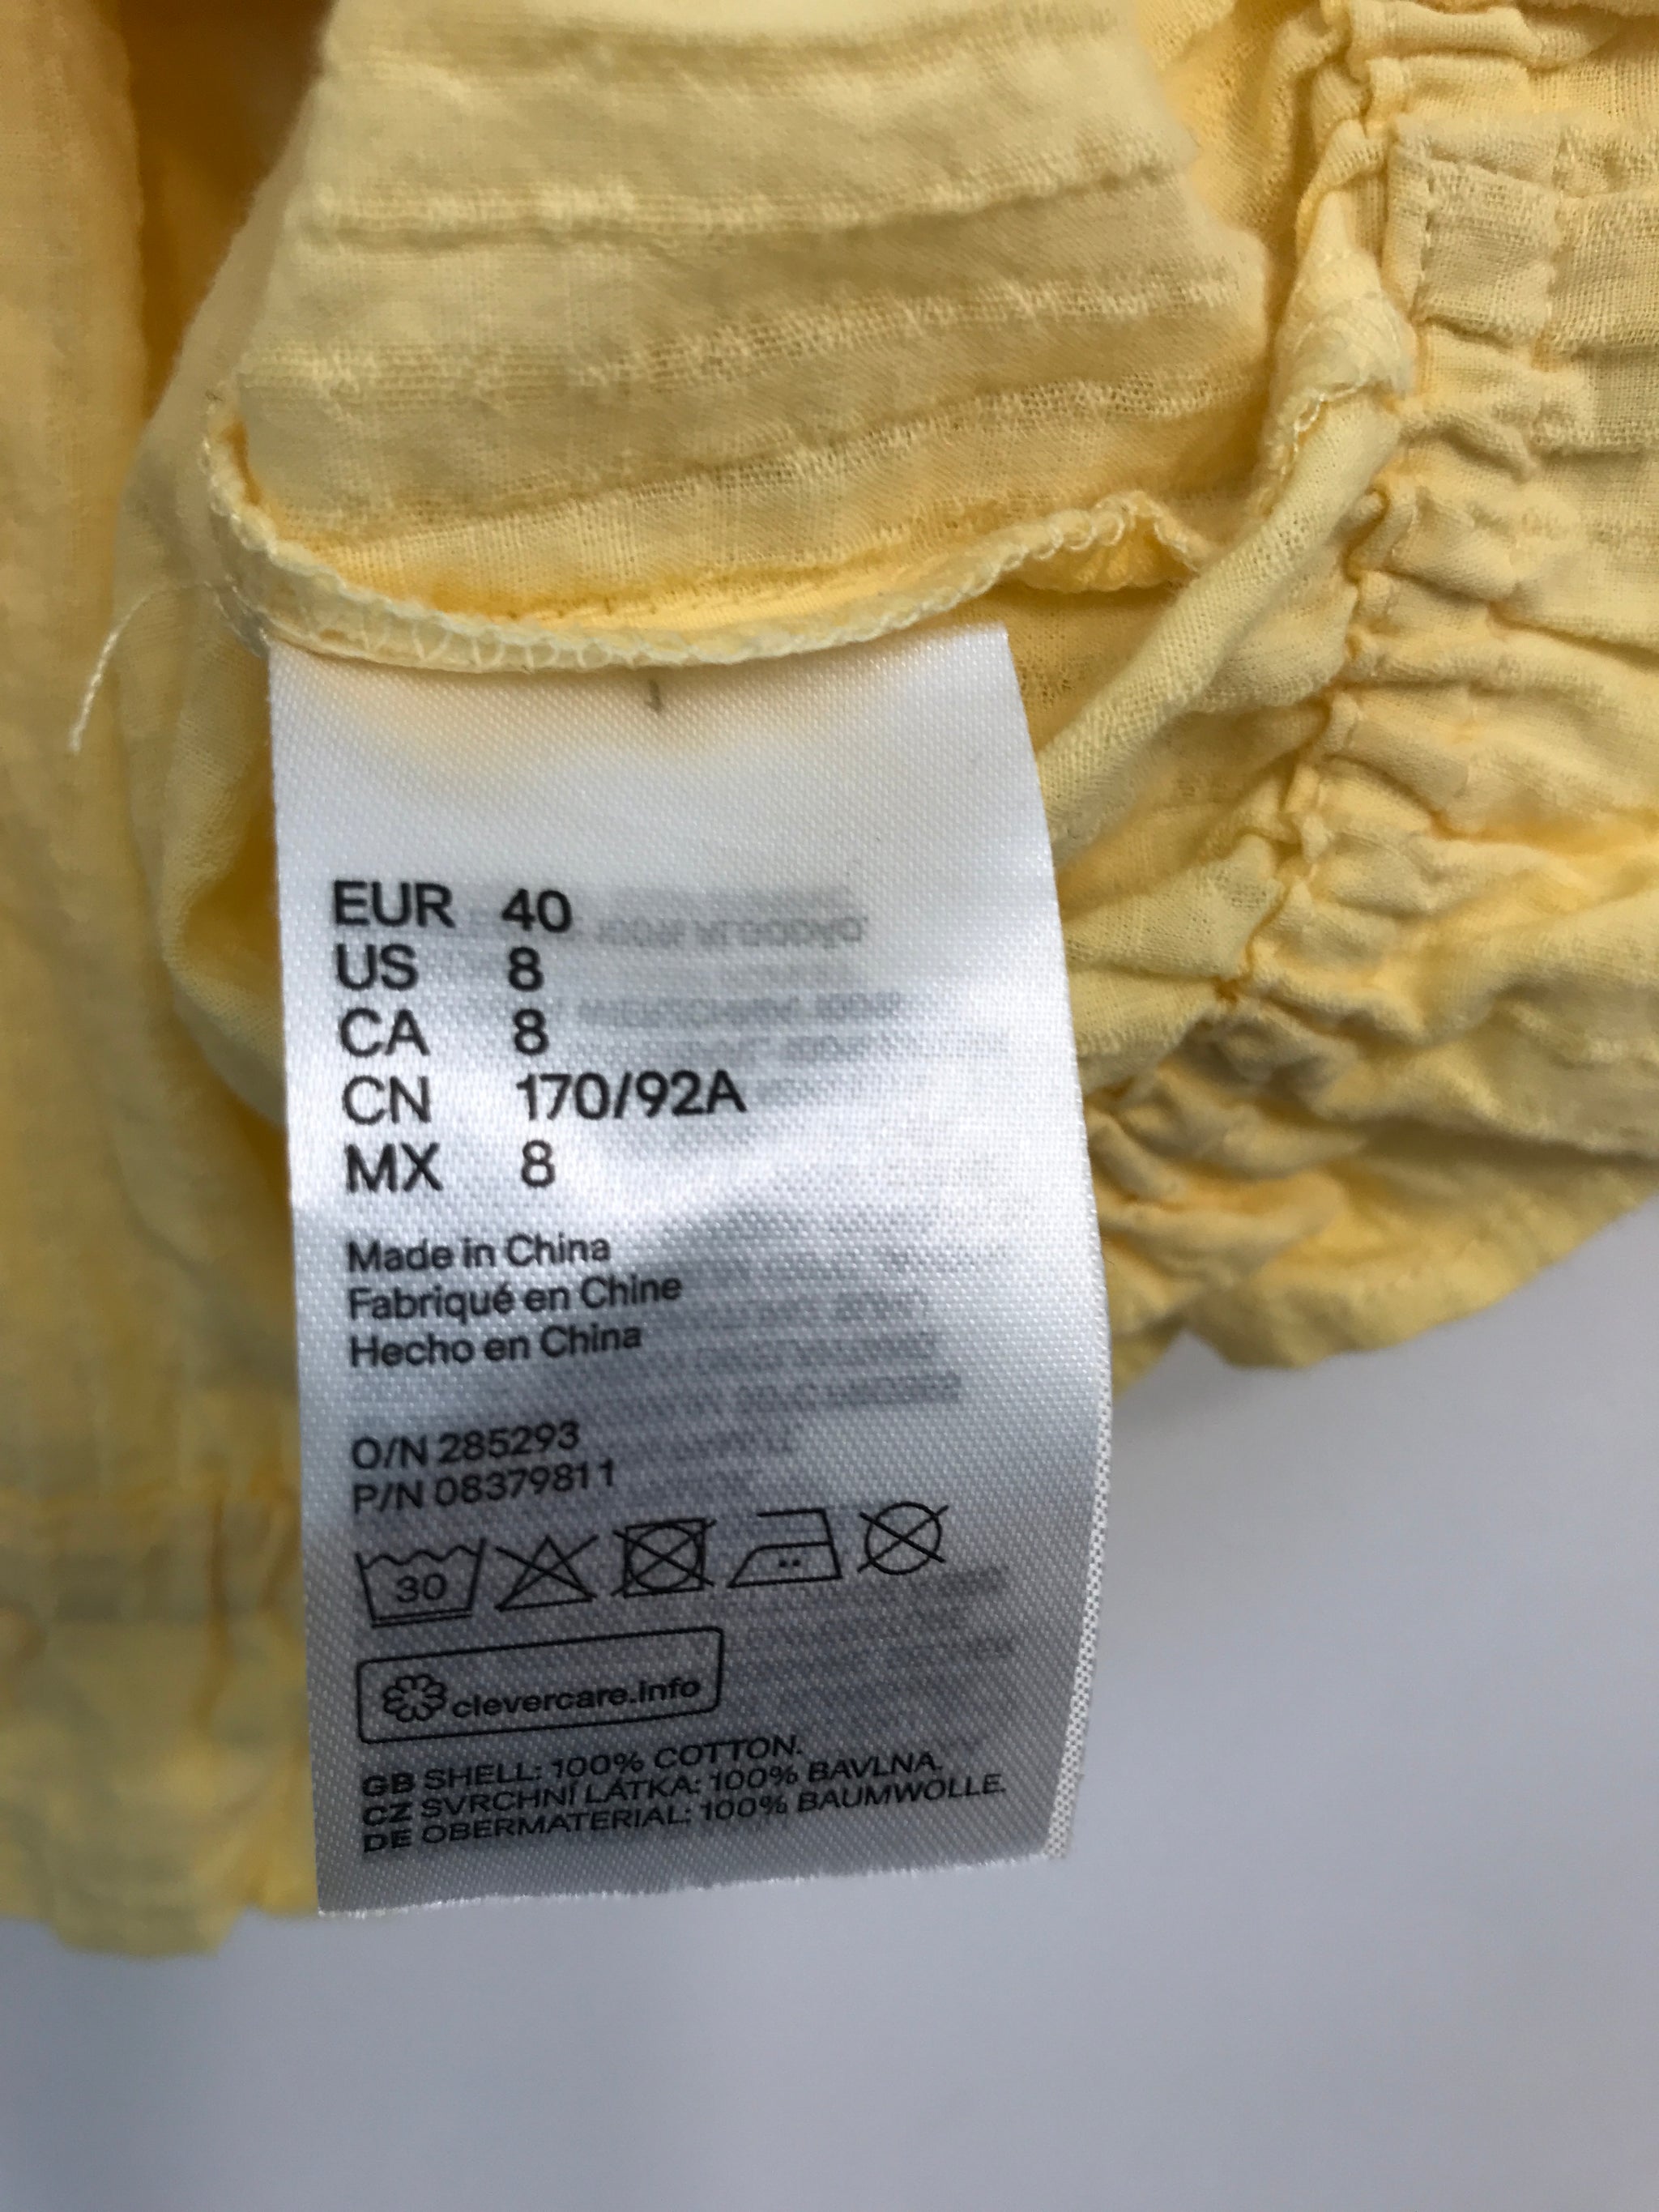 EUR 40
US 8
CA 8
CN 170/92A
MX 8
Made in China
Fabriqué en Chine
Hecho en China
O/N 285293
P/N 08379811
30
clevercare.info
GB SHELL: 100% COTTON.
CZ SVRCHNÍ LÁTKA: 100% BAVLNA.
DE OBERMATERIAL: 100% BAUMWOLLE.